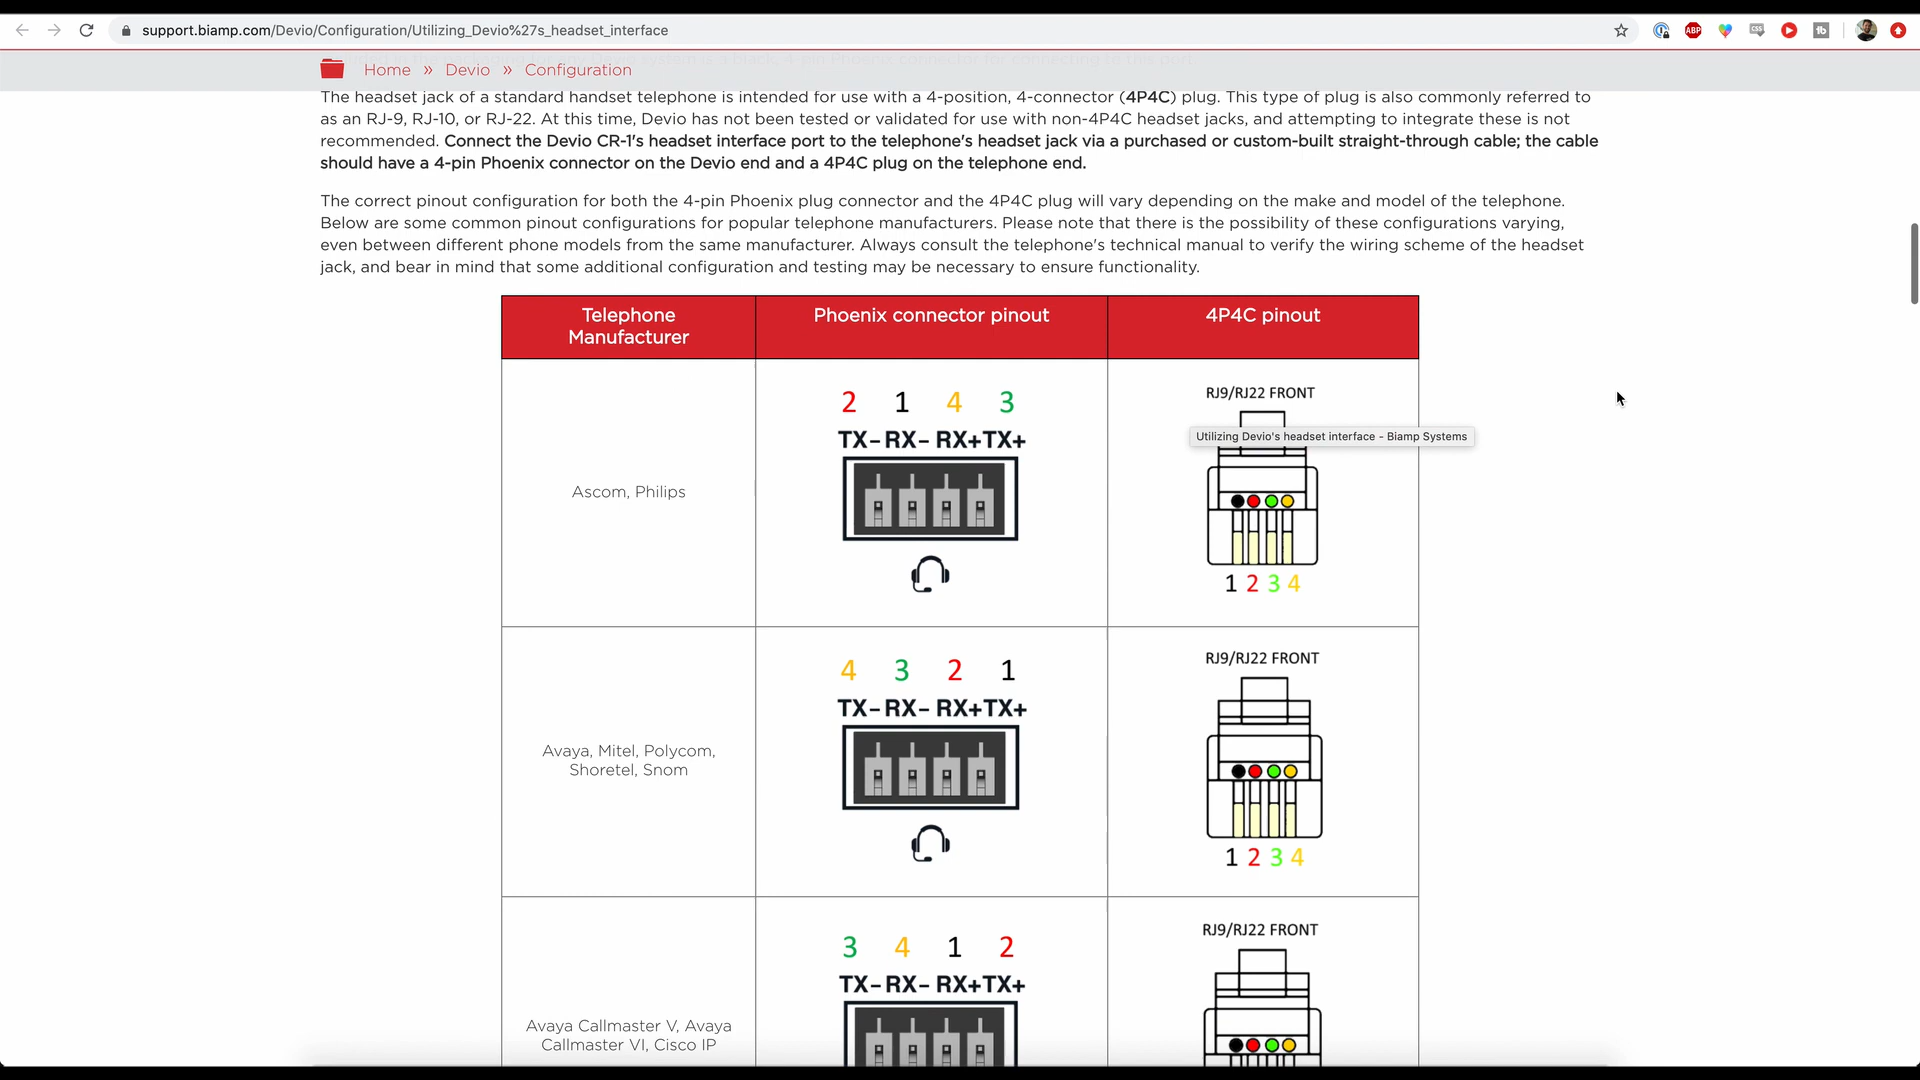 support.biamp.com/Devio/Configuration/Utilizing_Devio%27s_headset_interface
ABP
CSS
Home » Devio » Configuration
The headset jack of a standard handset telephone is intended for use with a 4-position, 4-connector (4P4C) plug. This type of plug is also commonly referred to
as an RJ-9, RJ-10, or RJ-22. At this time, Devio has not been tested or validated for use with non-4P4C headset jacks, and attempting to integrate these is not
recommended. Connect the Devio CR-1's headset interface port to the telephone's headset jack via a purchased or custom-built straight-through cable; the cable
should have a 4-pin Phoenix connector on the Devio end and a 4P4C plug on the telephone end.
The correct pinout configuration for both the 4-pin Phoenix plug connector and the 4P4C plug will vary depending on the make and model of the telephone.
Below are some common pinout configurations for popular telephone manufacturers. Please note that there is the possibility of these configurations varying,
even between different phone models from the same manufacturer. Always consult the telephone's technical manual to verify the wiring scheme of the headset
jack, and bear in mind that some additional configuration and testing may be necessary to ensure functionality.
Telephone
Manufacturer
Phoenix connector pinout
4P4C pinout
Ascom, Philips
2 1 4 3
TX- RX- RX+ TX+
RJ9/RJ22 FRONT
Utilizing Devio's headset interface - Biamp Systems
1 2 3 4
Avaya, Mitel, Polycom,
Shoretel, Snom
4 3 2 1
TX- RX- RX+ TX+
RJ9/RJ22 FRONT
1 2 3 4
Avaya Callmaster V, Avaya
Callmaster VI, Cisco IP
3 4 1 2
TX- RX- RX+ TX+
RJ9/RJ22 FRONT